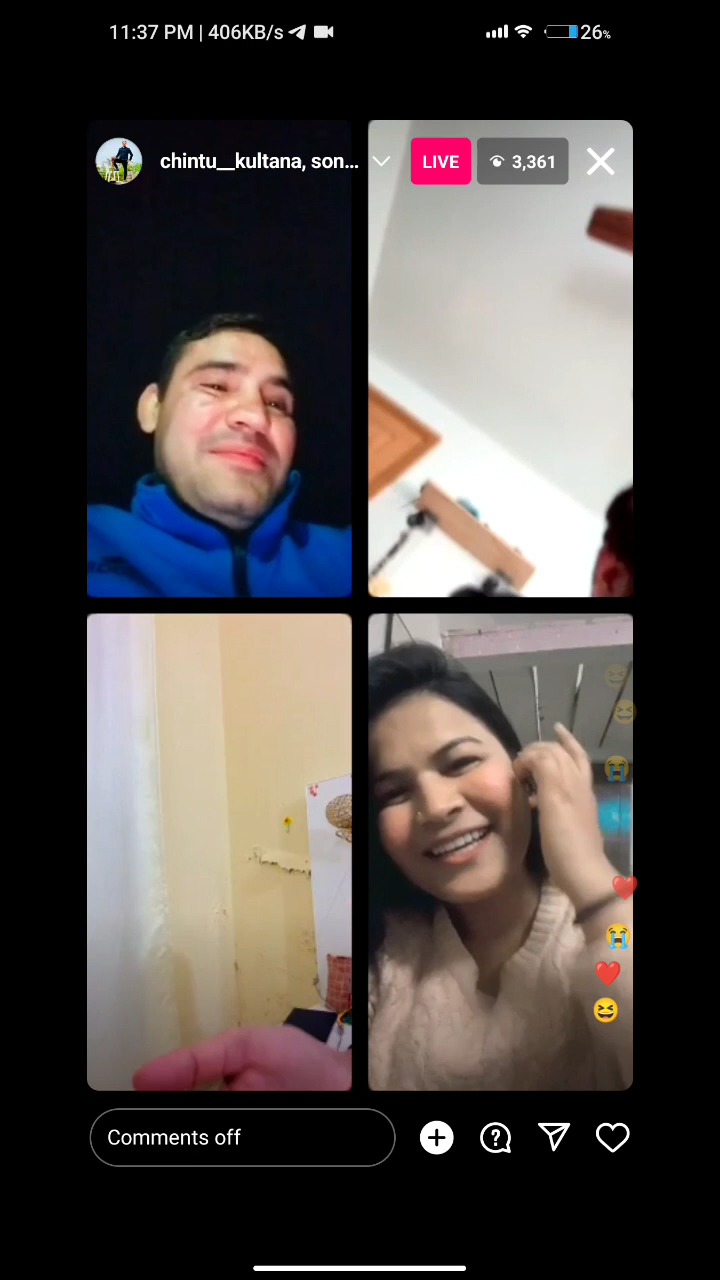 11:37 PM | 406KB/s 26%
chintu__kultana, son... LIVE 3,361
Comments off